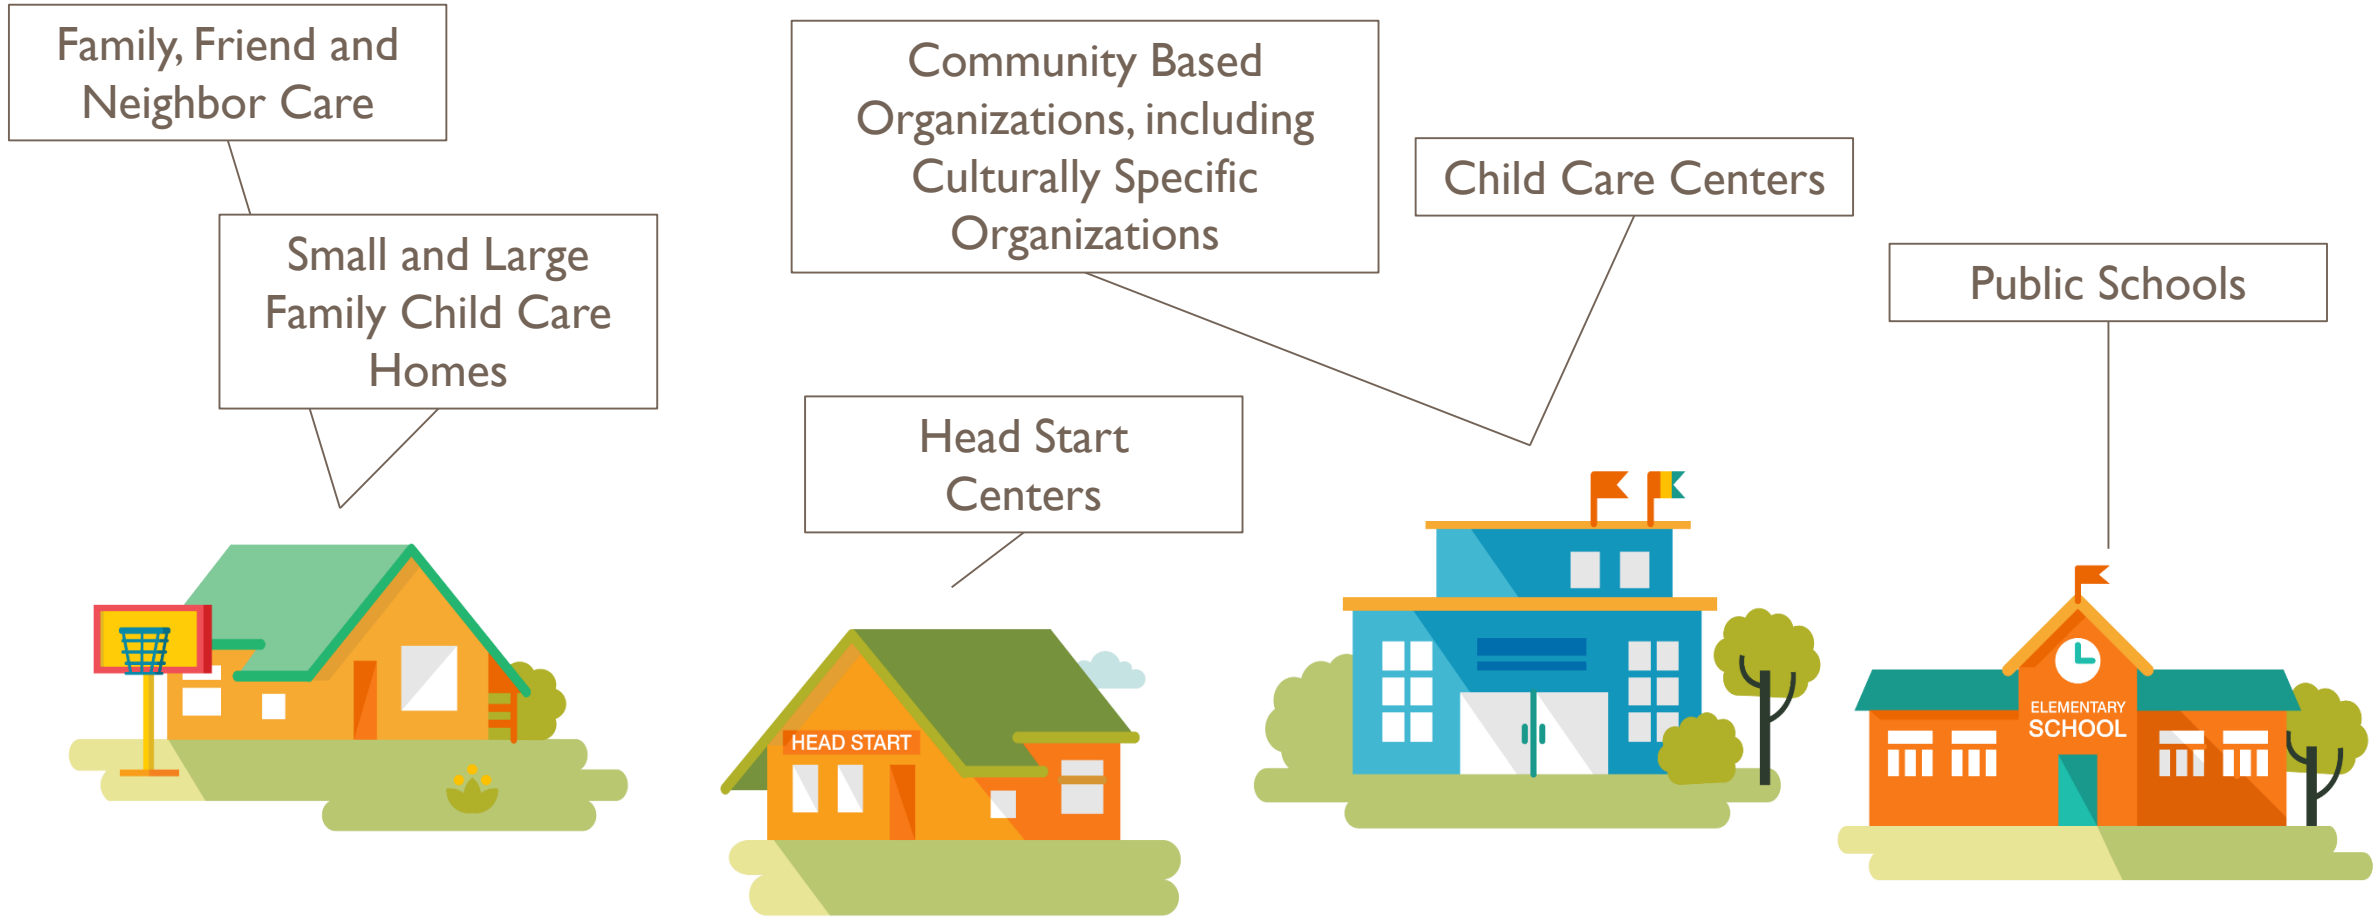 Family, Friend and
Neighbor Care
Small and Large
Family Child Care
Homes
Community Based
Organizations, including
Culturally Specific
Organizations
Head Start
Centers
Child Care Centers
Public Schools
HEAD START
ELEMENTARY
SCHOOL